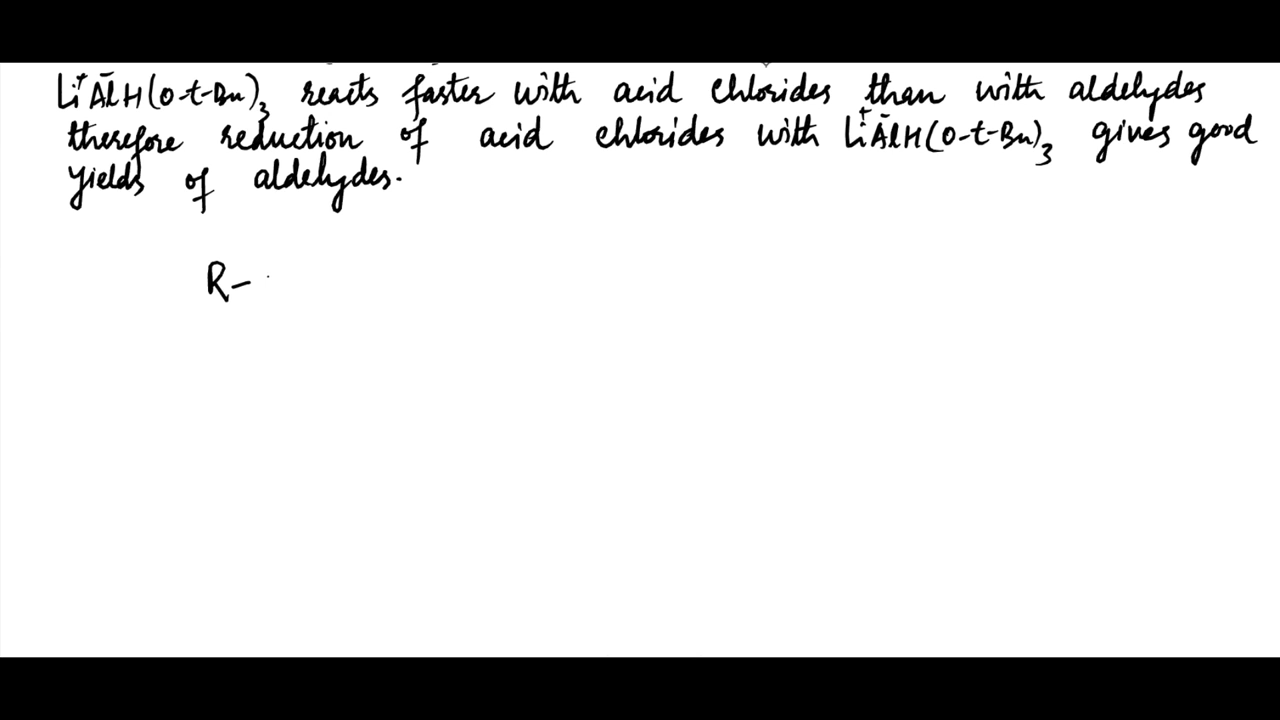 Li⁺ĀlH(O-t-Bu)₃ reacts faster with acid chlorides than with aldehydes
therefore reduction of acid chlorides with Li⁺ĀlH(O-t-Bu)₃ gives good
yields of aldehydes.
R-